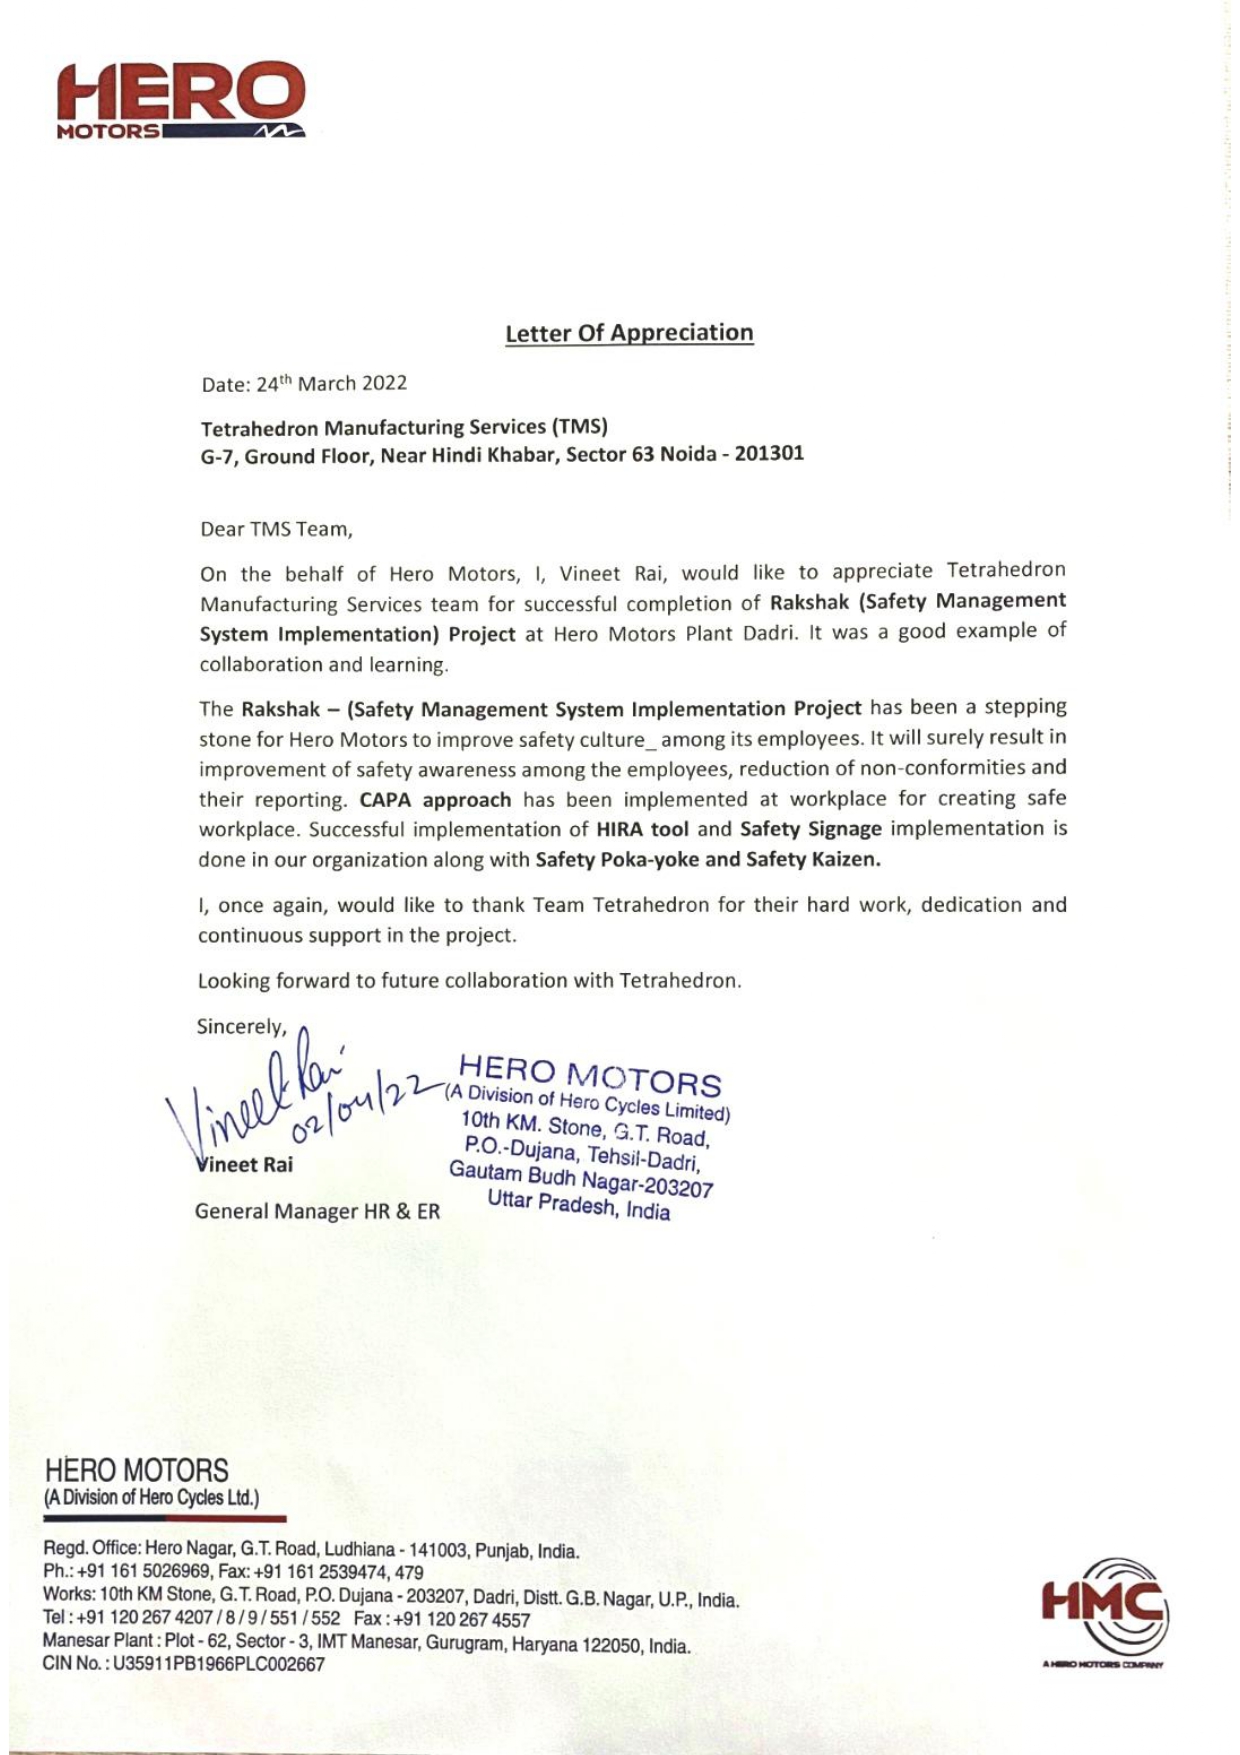 HERO
MOTORS
Letter Of Appreciation
Date: 24th March 2022
Tetrahedron Manufacturing Services (TMS)
G-7, Ground Floor, Near Hindi Khabar, Sector 63 Noida - 201301
Dear TMS Team,
On the behalf of Hero Motors, I, Vineet Rai, would like to appreciate Tetrahedron
Manufacturing Services team for successful completion of Rakshak (Safety Management
System Implementation) Project at Hero Motors Plant Dadri. It was a good example of
collaboration and learning.
The Rakshak – (Safety Management System Implementation Project has been a stepping
stone for Hero Motors to improve safety culture_ among its employees. It will surely result in
improvement of safety awareness among the employees, reduction of non-conformities and
their reporting. CAPA approach has been implemented at workplace for creating safe
workplace. Successful implementation of HIRA tool and Safety Signage implementation is
done in our organization along with Safety Poka-yoke and Safety Kaizen.
I, once again, would like to thank Team Tetrahedron for their hard work, dedication and
continuous support in the project.
Looking forward to future collaboration with Tetrahedron.
Sincerely,
Vineet Rai
02/04/22
Vineet Rai
General Manager HR & ER
HERO MOTORS
(A Division of Hero Cycles Limited)
10th KM. Stone, G.T. Road,
P.O.-Dujana, Tehsil-Dadri,
Gautam Budh Nagar-203207
Uttar Pradesh, India
HERO MOTORS
(A Division of Hero Cycles Ltd.)
Regd. Office: Hero Nagar, G.T. Road, Ludhiana - 141003, Punjab, India.
Ph.: +91 161 5026969, Fax: +91 161 2539474, 479
Works: 10th KM Stone, G.T. Road, P.O. Dujana - 203207, Dadri, Distt. G.B. Nagar, U.P., India.
Tel : +91 120 267 4207 / 8 / 9 / 551 / 552 Fax : +91 120 267 4557
Manesar Plant : Plot - 62, Sector - 3, IMT Manesar, Gurugram, Haryana 122050, India.
CIN No. : U35911PB1966PLC002667
HMC
A HERO MOTORS COMPANY